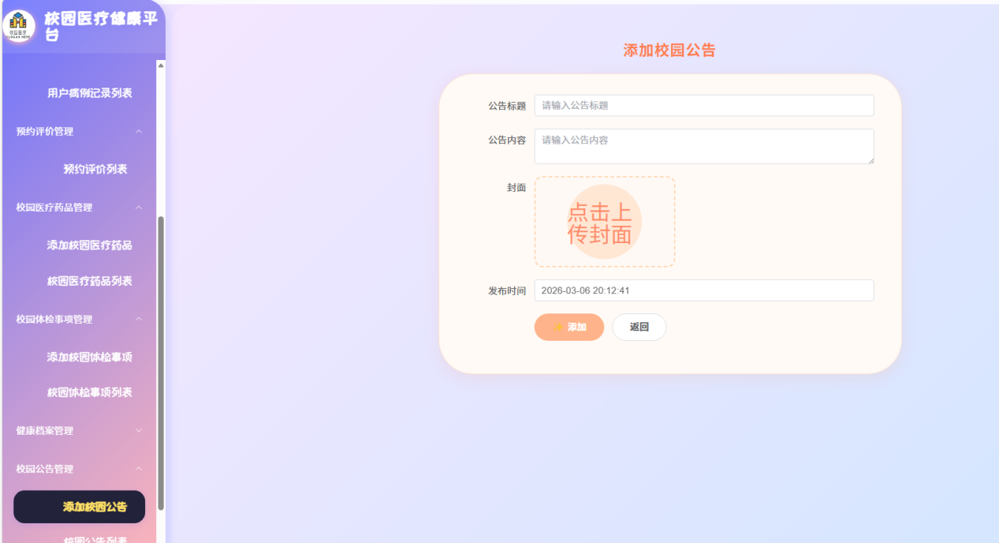 校园医疗健康平
台
校园医疗
SLOGAN HERE
用户病例记录列表
预约评价管理
预约评价列表
校园医疗药品管理
添加校园医疗药品
校园医疗药品列表
校园体检事项管理
添加校园体检事项
校园体检事项列表
健康档案管理
校园公告管理
添加校园公告
校园公告列表
添加校园公告
公告标题
请输入公告标题
公告内容
请输入公告内容
封面
点击上
传封面
发布时间
2026-03-06 20:12:41
添加
返回